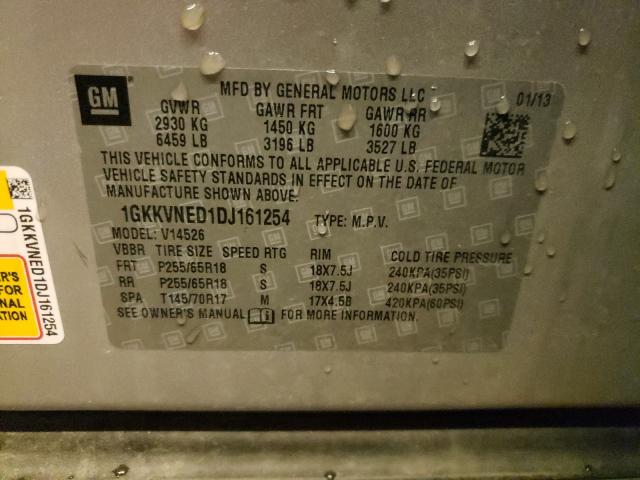 GM
MFD BY GENERAL MOTORS LLC
01/13
GVWR GAWR FRT GAWR RR
2930 KG 1450 KG 1600 KG
6459 LB 3196 LB 3527 LB
THIS VEHICLE CONFORMS TO ALL APPLICABLE U.S. FEDERAL MOTOR
VEHICLE SAFETY STANDARDS IN EFFECT ON THE DATE OF
MANUFACTURE SHOWN ABOVE.
1GKKVNED1DJ161254 TYPE: M.P.V.
MODEL: V14526
VBBR TIRE SIZE SPEED RTG RIM COLD TIRE PRESSURE
FRT P255/65R18 S 18X7.5J 240KPA(35PSI)
RR P255/65R18 S 18X7.5J 240KPA(35PSI)
SPA T145/70R17 M 17X4.5B 420KPA(60PSI)
SEE OWNER'S MANUAL FOR MORE INFORMATION.
1GKKVNED1DJ161254
ER'S
FOR
NAL
ATION